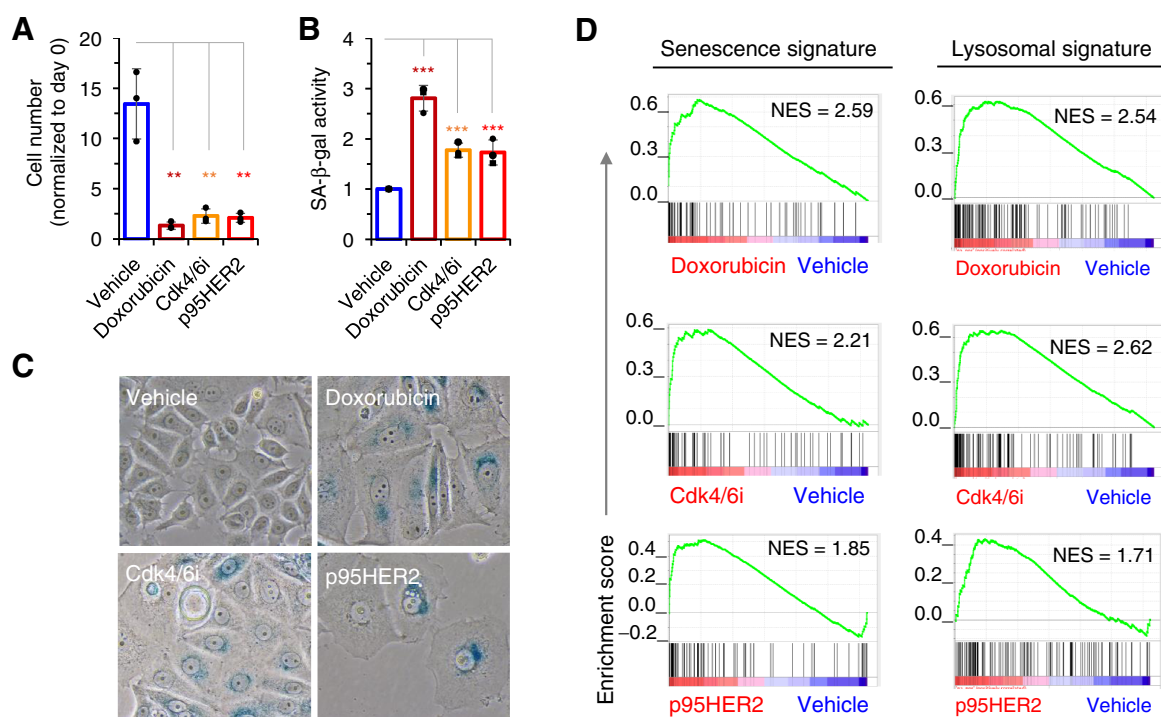 A
20
15
10
5
0
Cell number
(normalized to day 0)
**
**
**
Vehicle
Doxorubicin
Cdk4/6i
p95HER2
B
4
3
2
1
0
SA-β-gal activity
***
***
***
Vehicle
Doxorubicin
Cdk4/6i
p95HER2
C
Vehicle
Doxorubicin
Cdk4/6i
p95HER2
D
Senescence signature
Lysosomal signature
Enrichment score
0.6
0.3
0.0
NES = 2.59
Doxorubicin Vehicle
0.6
0.3
0.0
NES = 2.54
Doxorubicin Vehicle
0.6
0.3
0.0
NES = 2.21
Cdk4/6i Vehicle
0.6
0.3
0.0
NES = 2.62
Cdk4/6i Vehicle
0.4
0.2
0.0
−0.2
NES = 1.85
p95HER2 Vehicle
0.4
0.2
0.0
NES = 1.71
p95HER2 Vehicle